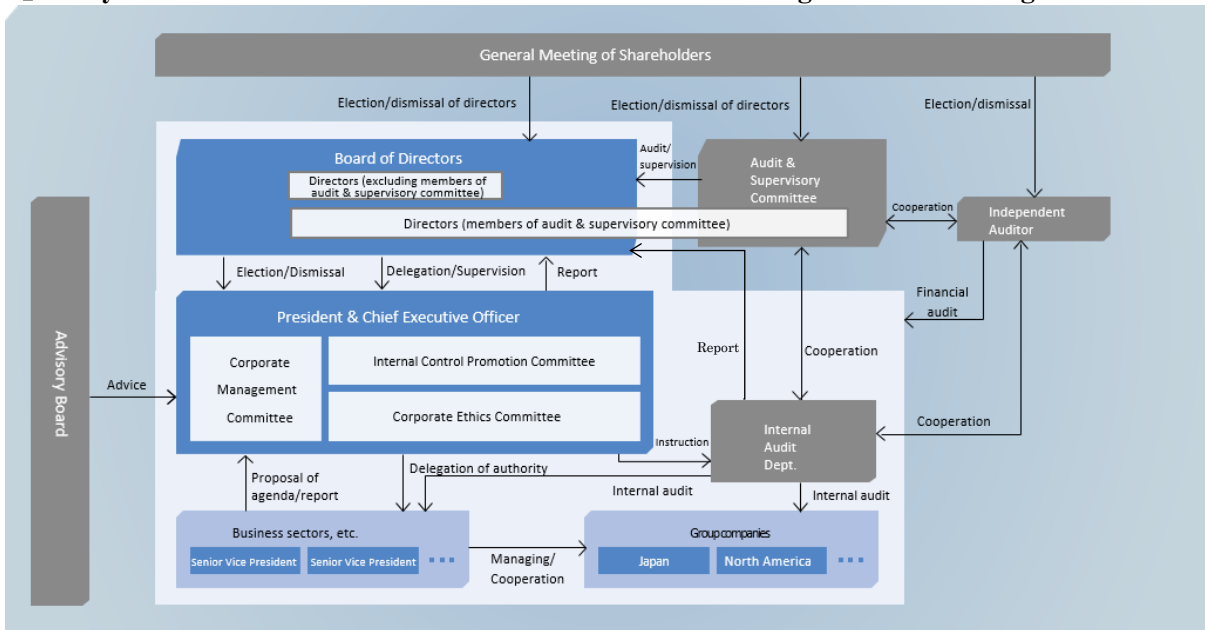 General Meeting of Shareholders
Election/dismissal of directors
Election/dismissal of directors
Election/dismissal
Board of Directors
Directors (excluding members of
audit & supervisory committee)
Directors (members of audit & supervisory committee)
Audit/
supervision
Audit &
Supervisory
Committee
Cooperation
Independent
Auditor
Election/Dismissal
Delegation/Supervision
Report
Financial
audit
President & Chief Executive Officer
Corporate
Management
Committee
Internal Control Promotion Committee
Corporate Ethics Committee
Report
Cooperation
Advisory Board
Advice
Internal
Audit
Dept.
Cooperation
Instruction
Proposal of
agenda/report
Delegation of authority
Internal audit
Internal audit
Business sectors, etc.
Senior Vice President
Senior Vice President
Managing/
Cooperation
Group companies
Japan
North America